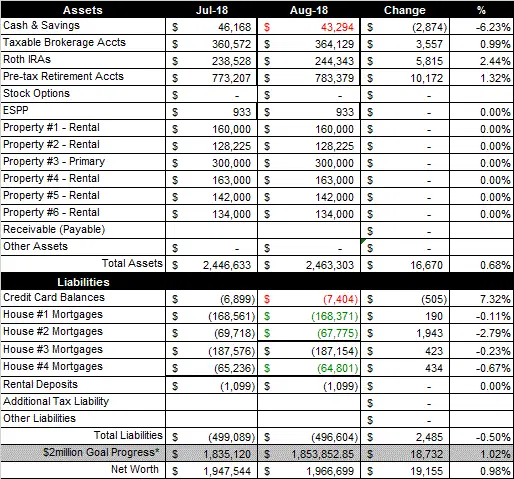 Assets Jul-18 Aug-18 Change %
Cash & Savings $ 46,168 $ 43,294 $ (2,874) -6.23%
Taxable Brokerage Accts $ 360,572 $ 364,129 $ 3,557 0.99%
Roth IRAs $ 238,528 $ 244,343 $ 5,815 2.44%
Pre-tax Retirement Accts $ 773,207 $ 783,379 $ 10,172 1.32%
Stock Options $ - $ - $ -
ESPP $ 933 $ 933 $ - 0.00%
Property #1 - Rental $ 160,000 $ 160,000 $ - 0.00%
Property #2 - Rental $ 128,225 $ 128,225 $ - 0.00%
Property #3 - Primary $ 300,000 $ 300,000 $ - 0.00%
Property #4 - Rental $ 163,000 $ 163,000 $ - 0.00%
Property #5 - Rental $ 142,000 $ 142,000 $ - 0.00%
Property #6 - Rental $ 134,000 $ 134,000 $ - 0.00%
Receivable (Payable) $ -
Other Assets $ - $ - $ -
Total Assets $ 2,446,633 $ 2,463,303 $ 16,670 0.68%
Liabilities
Credit Card Balances $ (6,899) $ (7,404) $ (505) 7.32%
House #1 Mortgages $ (168,561) $ (168,371) $ 190 -0.11%
House #2 Mortgages $ (69,718) $ (67,775) $ 1,943 -2.79%
House #3 Mortgages $ (187,576) $ (187,154) $ 423 -0.23%
House #4 Mortgages $ (65,236) $ (64,801) $ 434 -0.67%
Rental Deposits $ (1,099) $ (1,099) $ - 0.00%
Additional Tax Liability $ -
Other Liabilities $ -
Total Liabilities $ (499,089) $ (496,604) $ 2,485 -0.50%
$2million Goal Progress* $ 1,835,120 1,853,852.85 $ 18,732 1.02%
Net Worth $ 1,947,544 $ 1,966,699 $ 19,155 0.98%